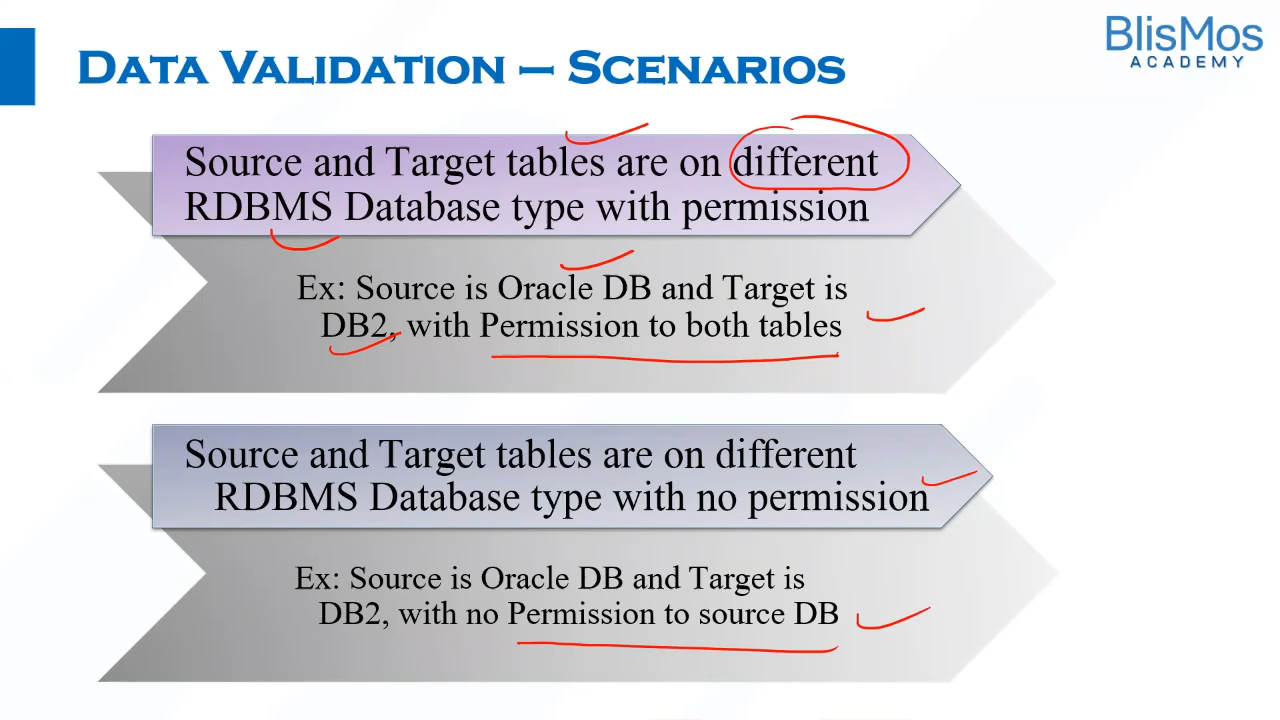 DATA VALIDATION – SCENARIOS
BlisMos
ACADEMY
Source and Target tables are on different
RDBMS Database type with permission
Ex: Source is Oracle DB and Target is
DB2, with Permission to both tables
Source and Target tables are on different
RDBMS Database type with no permission
Ex: Source is Oracle DB and Target is
DB2, with no Permission to source DB